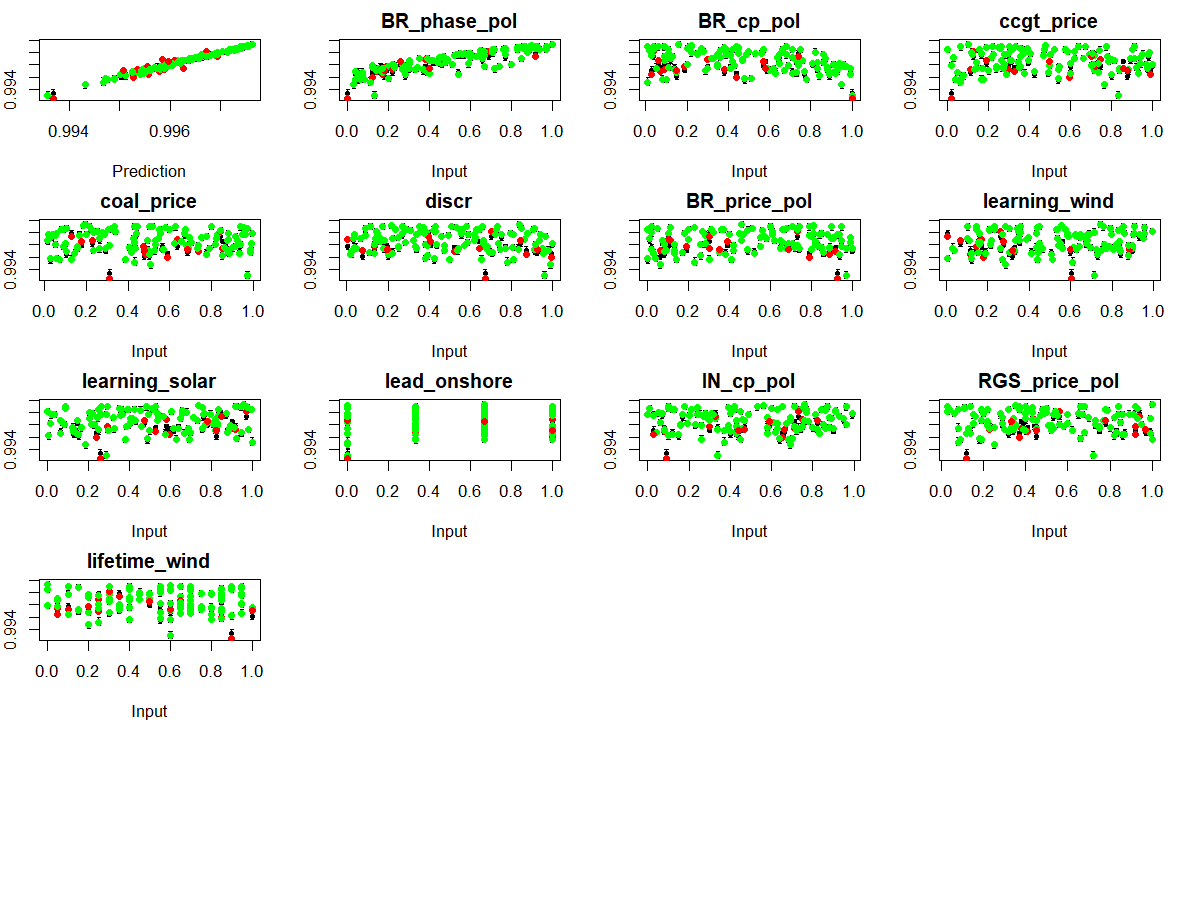 BR_phase_pol BR_cp_pol ccgt_price
0.994 0.994 0.994 0.994
0.994 0.996 0.0 0.2 0.4 0.6 0.8 1.0 0.0 0.2 0.4 0.6 0.8 1.0 0.0 0.2 0.4 0.6 0.8 1.0
Prediction Input Input Input
coal_price discr BR_price_pol learning_wind
0.994 0.994 0.994 0.994
0.0 0.2 0.4 0.6 0.8 1.0 0.0 0.2 0.4 0.6 0.8 1.0 0.0 0.2 0.4 0.6 0.8 1.0 0.0 0.2 0.4 0.6 0.8 1.0
Input Input Input Input
learning_solar lead_onshore IN_cp_pol RGS_price_pol
0.994 0.994 0.994 0.994
0.0 0.2 0.4 0.6 0.8 1.0 0.0 0.2 0.4 0.6 0.8 1.0 0.0 0.2 0.4 0.6 0.8 1.0 0.0 0.2 0.4 0.6 0.8 1.0
Input Input Input Input
lifetime_wind
0.994
0.0 0.2 0.4 0.6 0.8 1.0
Input